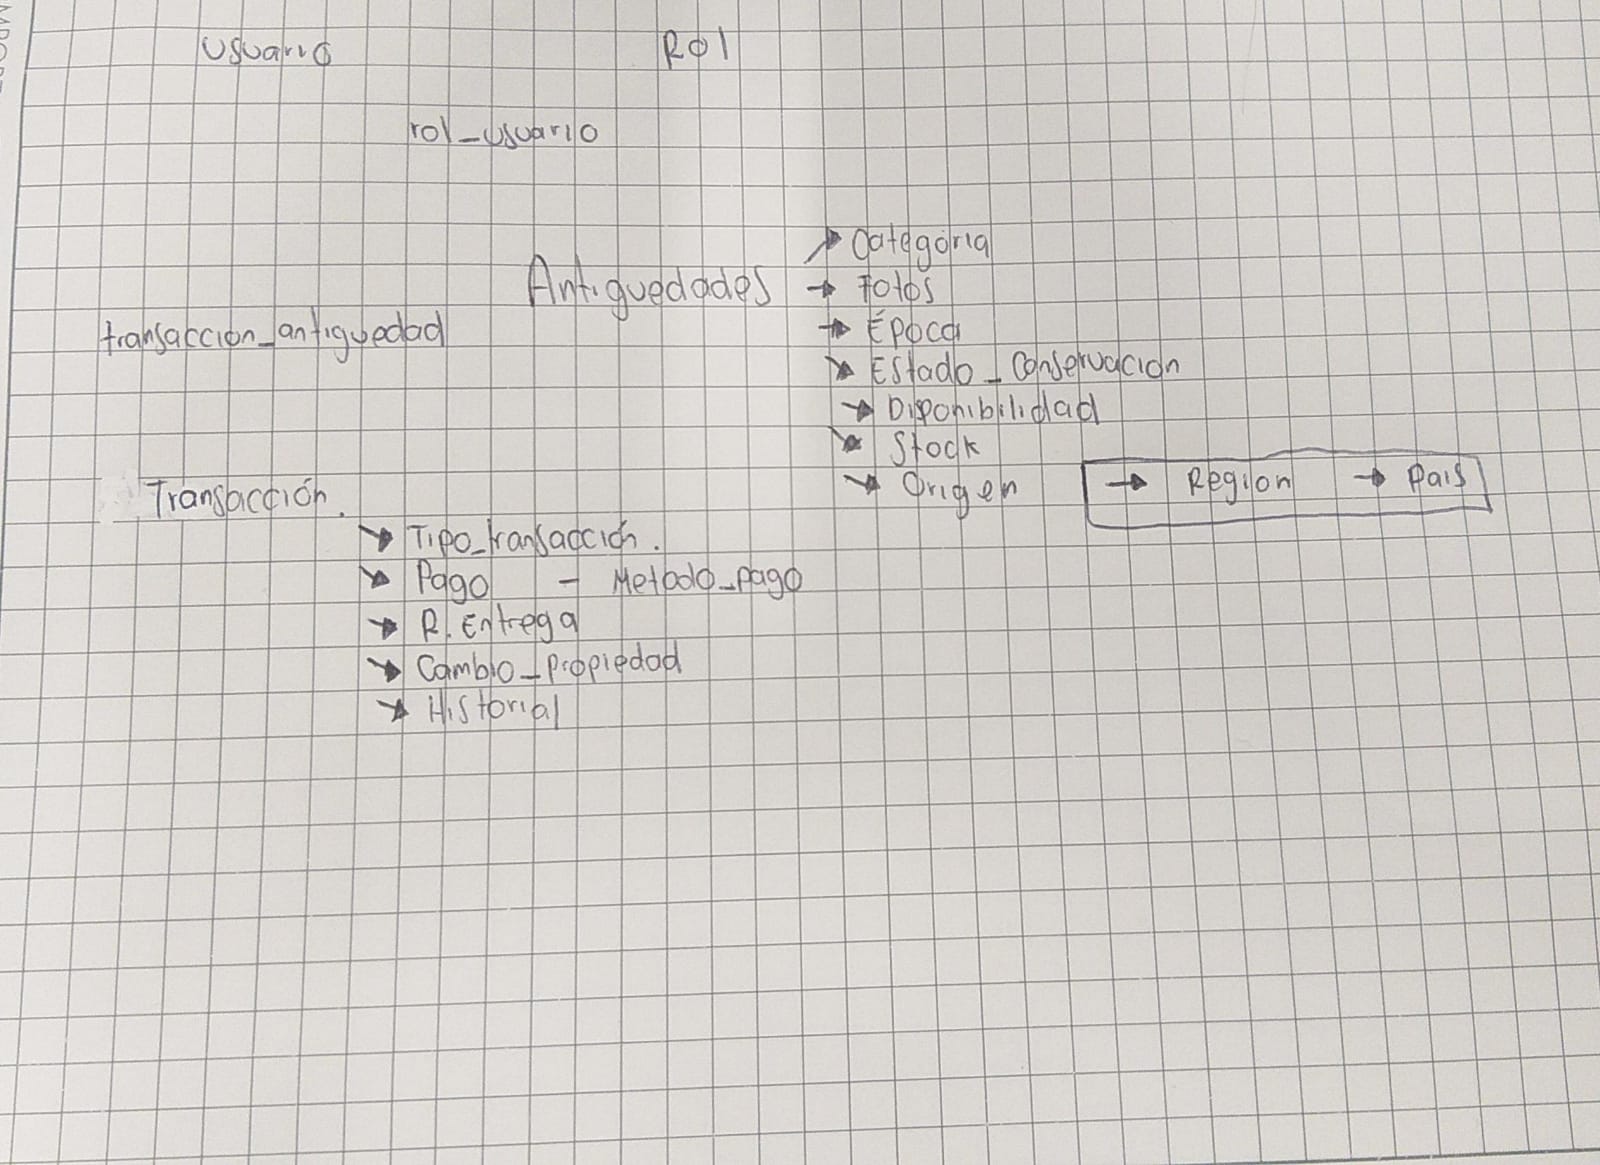 Usuario Rol
rol_usuario
Antiguedades → Categoria
→ Fotos
→ Época
transaccion_antiguedad
→ Estado_Conservacion
→ Disponibilidad
→ Stock
→ Origen → Region → Pais
Transacción.
→ Tipo_transacción.
→ Pago - Metodo_pago
→ R. Entrega
→ Cambio_Propiedad
→ Historial